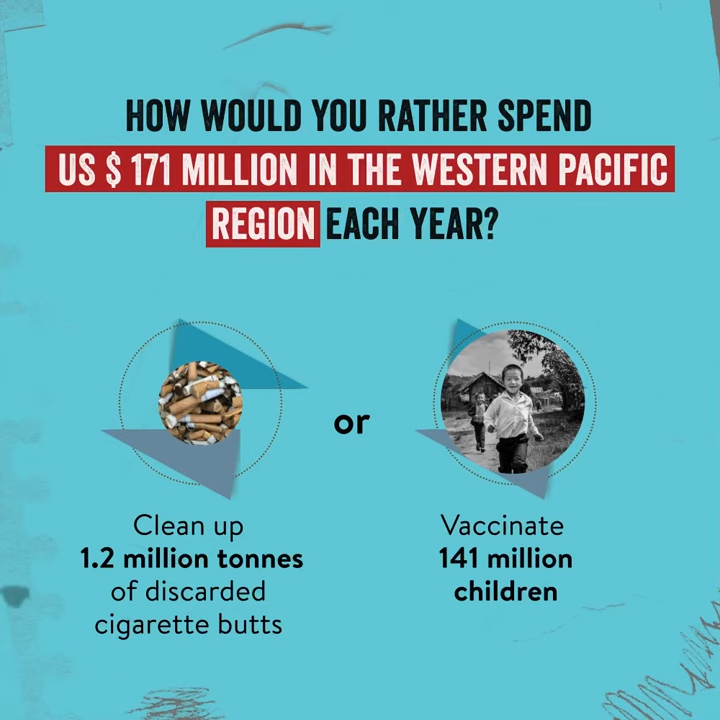 HOW WOULD YOU RATHER SPEND
US $ 171 MILLION IN THE WESTERN PACIFIC
REGION EACH YEAR?
Clean up
1.2 million tonnes
of discarded
cigarette butts
or
Vaccinate
141 million
children